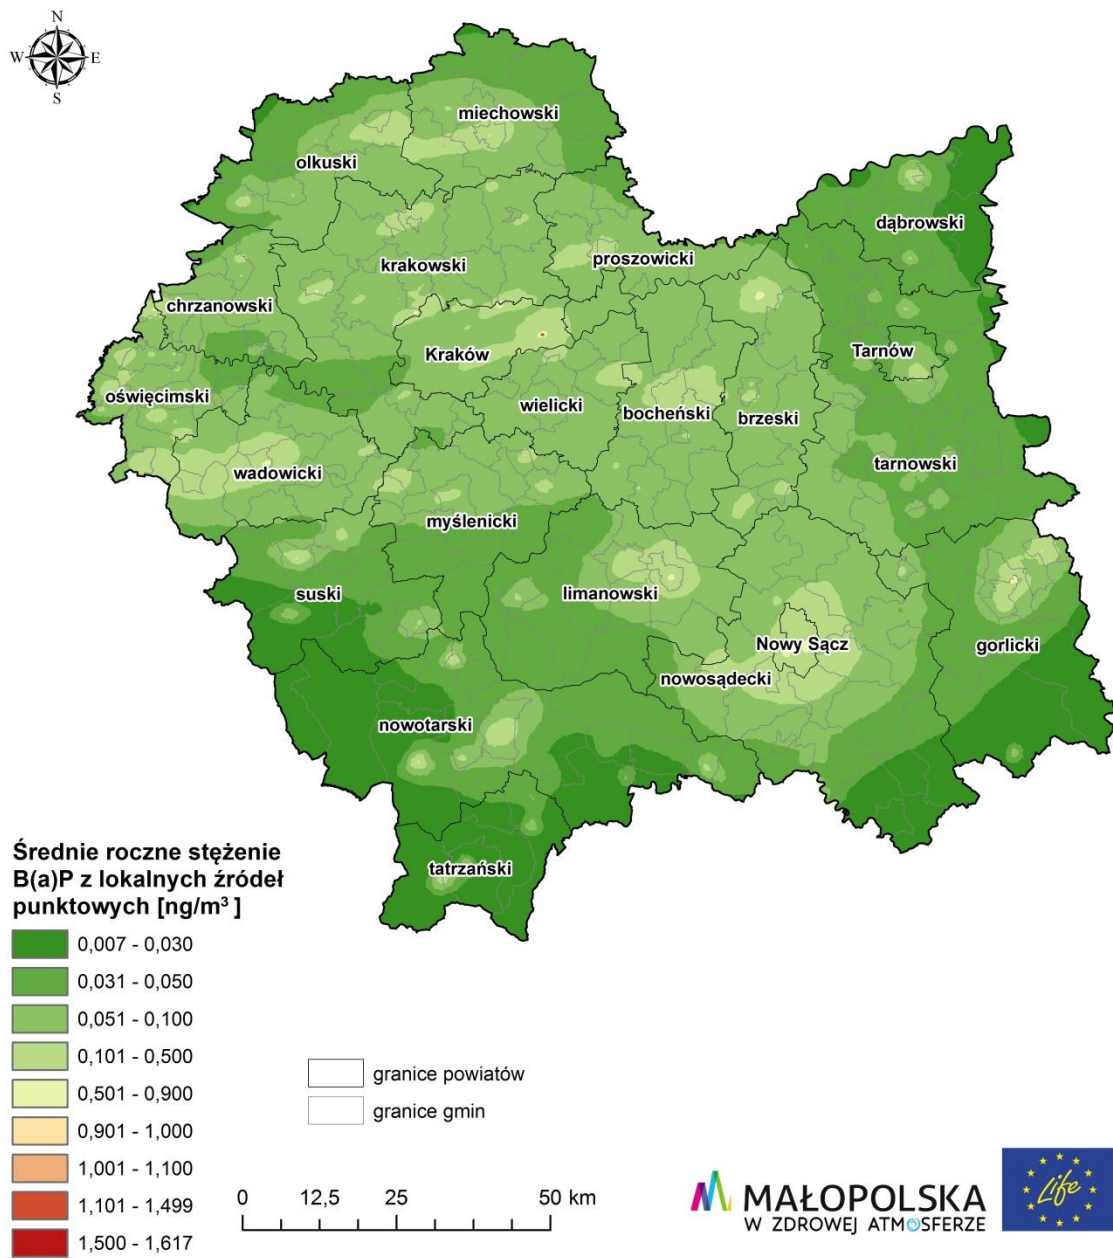 N
W E
S
miechowski
olkuski
dąbrowski
krakowski
proszowicki
chrzanowski
Kraków
Tarnów
oświęcimski
wielicki
bocheński
brzeski
wadowicki
tarnowski
myślenicki
suski
limanowski
Nowy Sącz
gorlicki
nowosądecki
nowotarski
tatrzański
Średnie roczne stężenie
B(a)P z lokalnych źródeł
punktowych [ng/m³ ]
0,007 - 0,030
0,031 - 0,050
0,051 - 0,100
0,101 - 0,500
0,501 - 0,900
0,901 - 1,000
1,001 - 1,100
1,101 - 1,499
1,500 - 1,617
granice powiatów
granice gmin
0 12,5 25 50 km
MAŁOPOLSKA
W ZDROWEJ ATMOSFERZE
Life